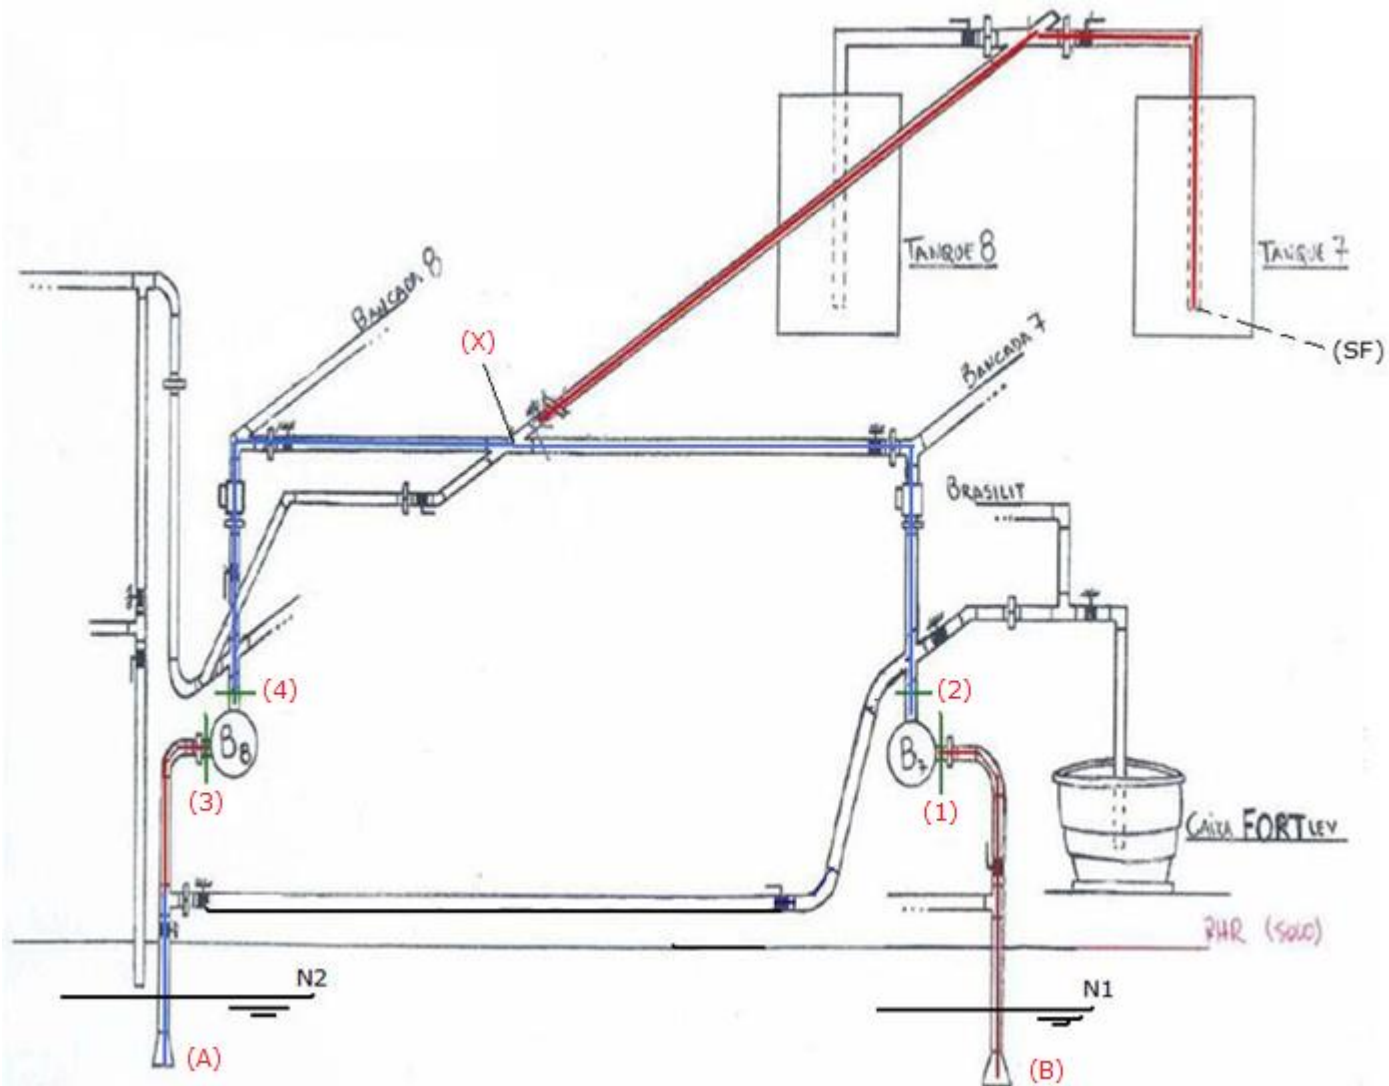 TANQUE 8
TANQUE 7
(SF)
BANCADA 8
(X)
BANCADA 7
BRASILIT
(4)
(2)
B8
B7
(3)
(1)
CAIXA FORTLEV
PHR (SOLO)
N2
N1
(A)
(B)